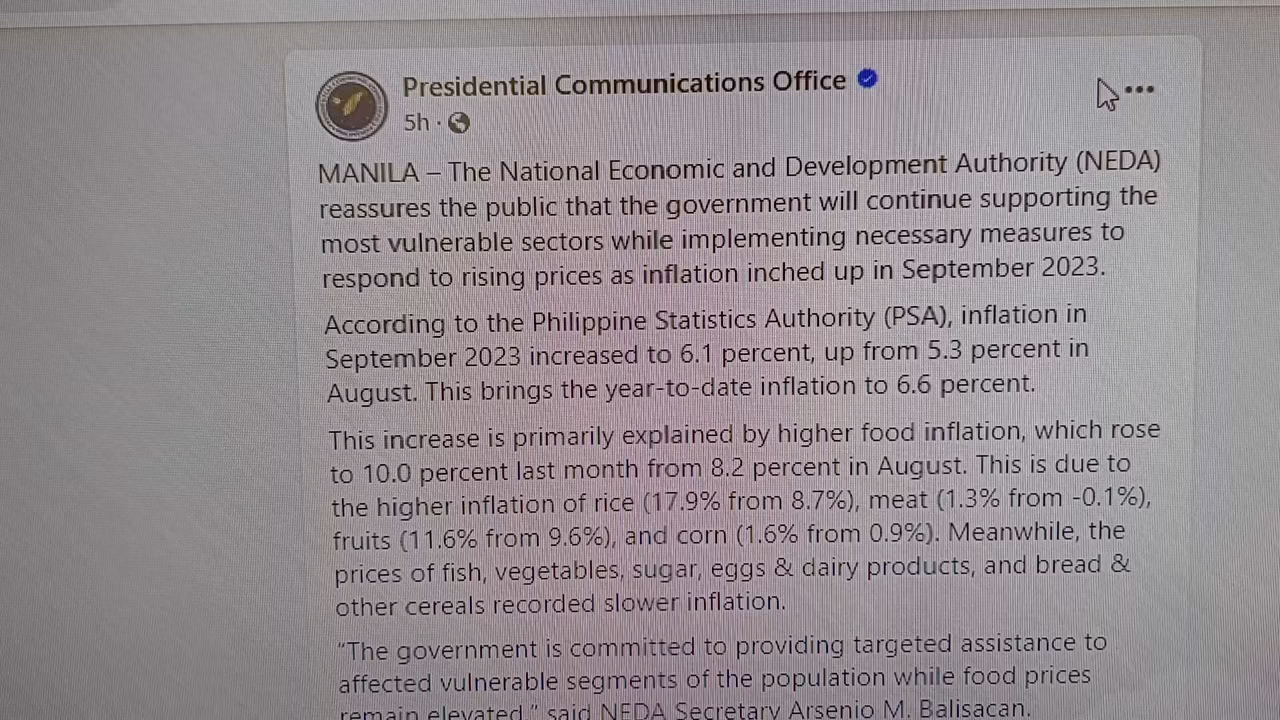 Presidential Communications Office
5h ·
MANILA – The National Economic and Development Authority (NEDA)
reassures the public that the government will continue supporting the
most vulnerable sectors while implementing necessary measures to
respond to rising prices as inflation inched up in September 2023.
According to the Philippine Statistics Authority (PSA), inflation in
September 2023 increased to 6.1 percent, up from 5.3 percent in
August. This brings the year-to-date inflation to 6.6 percent.
This increase is primarily explained by higher food inflation, which rose
to 10.0 percent last month from 8.2 percent in August. This is due to
the higher inflation of rice (17.9% from 8.7%), meat (1.3% from -0.1%),
fruits (11.6% from 9.6%), and corn (1.6% from 0.9%). Meanwhile, the
prices of fish, vegetables, sugar, eggs & dairy products, and bread &
other cereals recorded slower inflation.
“The government is committed to providing targeted assistance to
affected vulnerable segments of the population while food prices
remain elevated,” said NEDA Secretary Arsenio M. Balisacan.